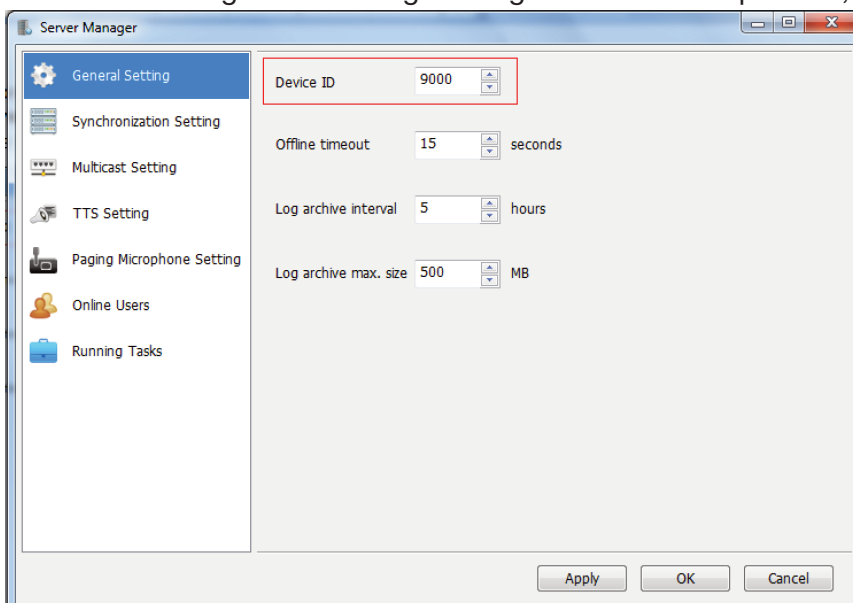 Server Manager
General Setting
Synchronization Setting
Multicast Setting
TTS Setting
Paging Microphone Setting
Online Users
Running Tasks
Device ID 9000
Offline timeout 15 seconds
Log archive interval 5 hours
Log archive max. size 500 MB
Apply OK Cancel